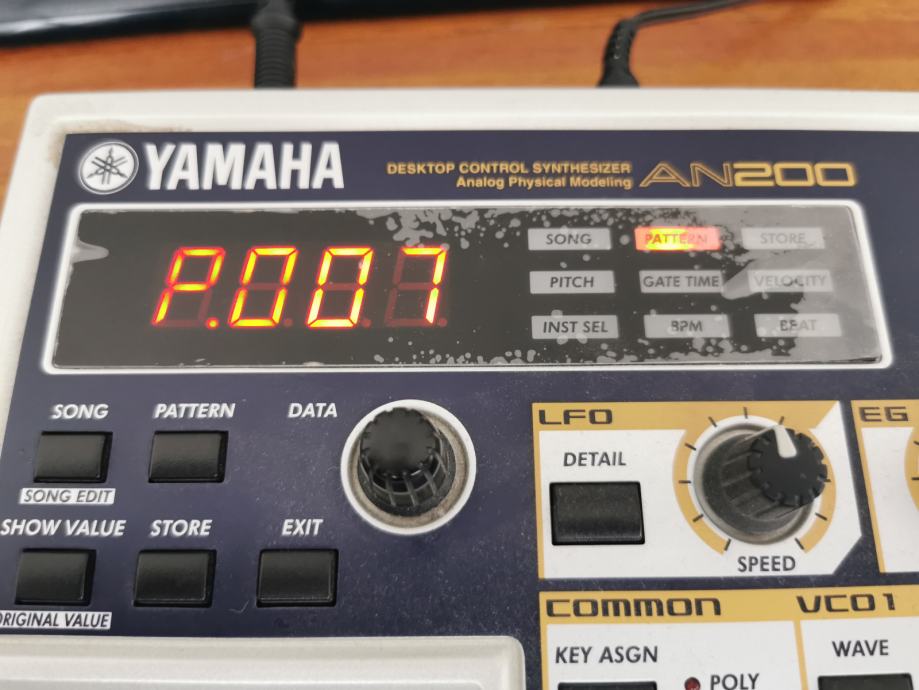 YAMAHA
DESKTOP CONTROL SYNTHESIZER
Analog Physical Modeling
AN200
P.007
SONG PATTERN STORE
PITCH GATE TIME VELOCITY
INST SEL BPM BEAT
SONG PATTERN DATA
SONG EDIT
SHOW VALUE STORE EXIT
ORIGINAL VALUE
LFO
DETAIL
SPEED
EG
COMMON
KEY ASGN
POLY
VCO 1
WAVE